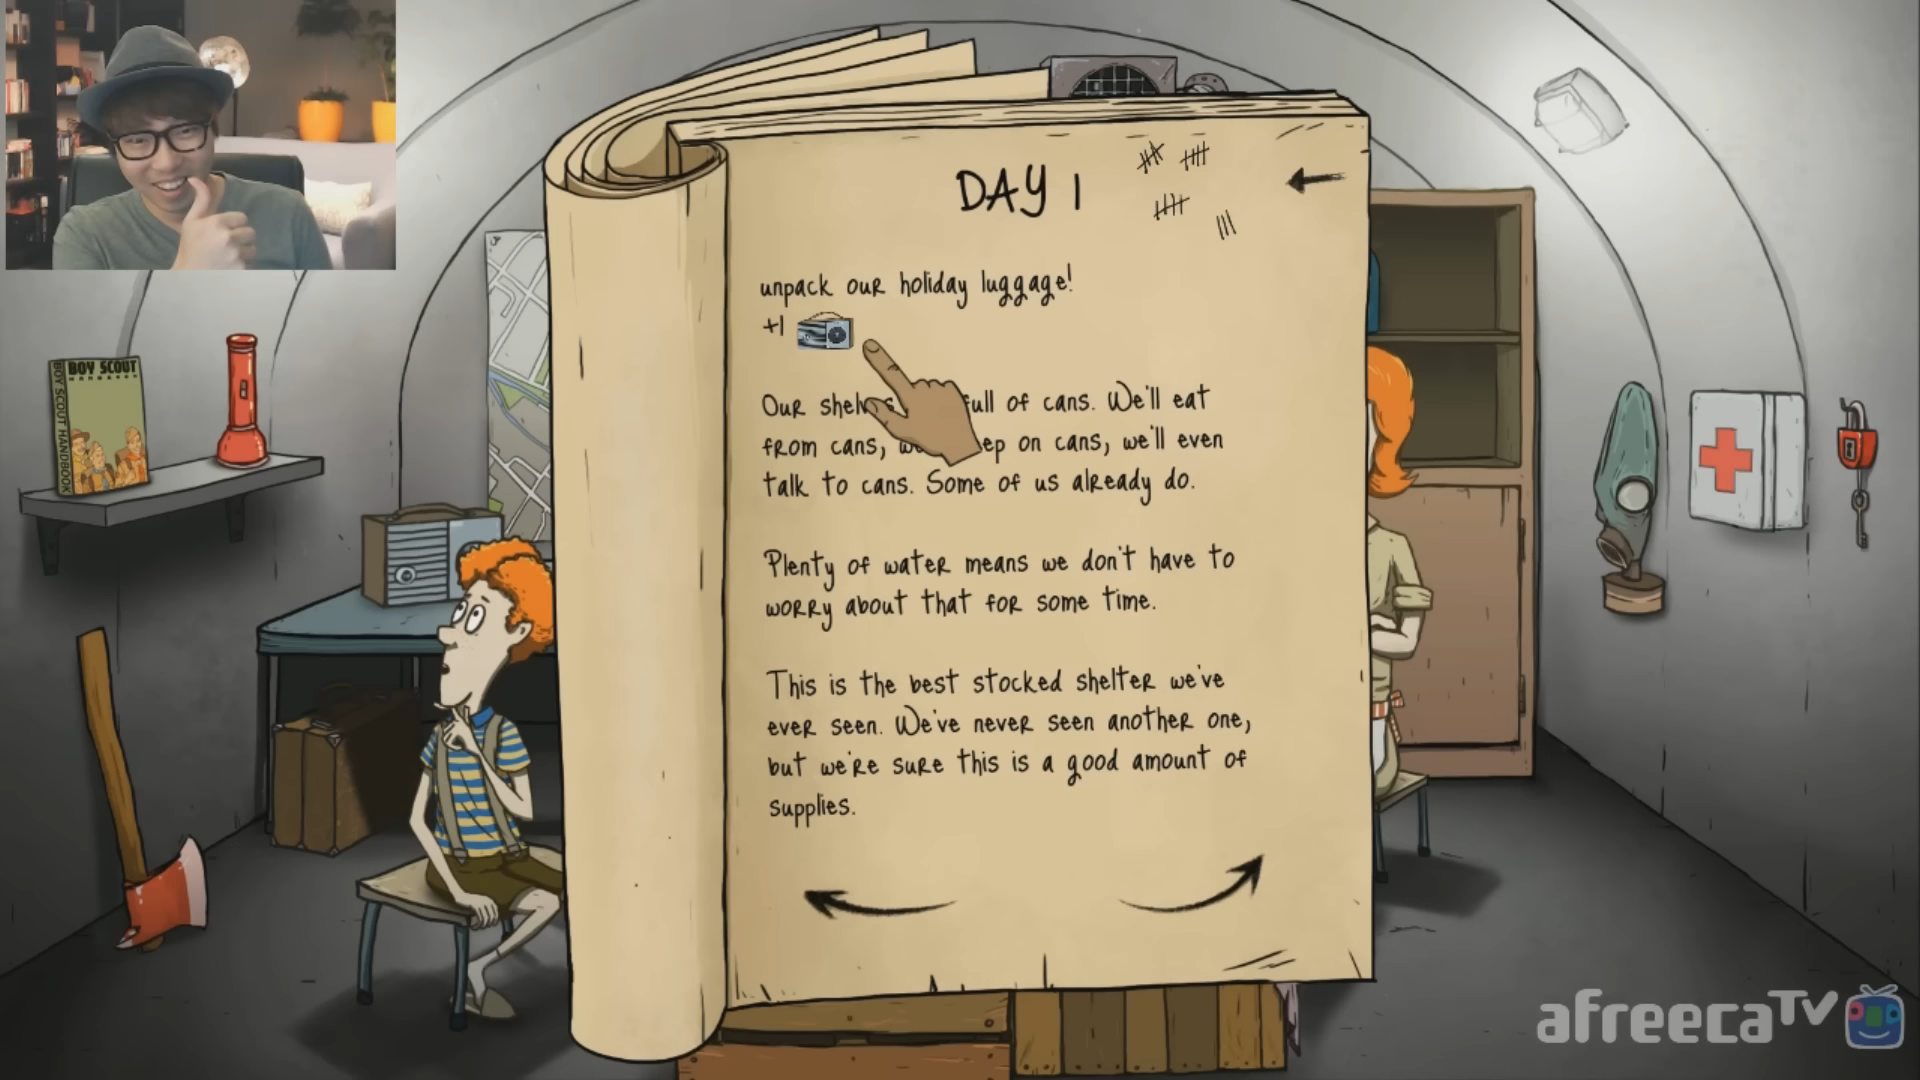 DAY 1
unpack our holiday luggage!
+1
Our full of cans. We'll eat
from cans, on cans, we'll even
talk to cans. Some of us already do.
Plenty of water means we don't have to
worry about that for some time.
This is the best stocked shelter we've
ever seen. We've never seen another one,
but we're sure this is a good amount of
supplies.
BOY SCOUT
HANDBOOK
BOY SCOUT HANDBOOK
afreecaTV